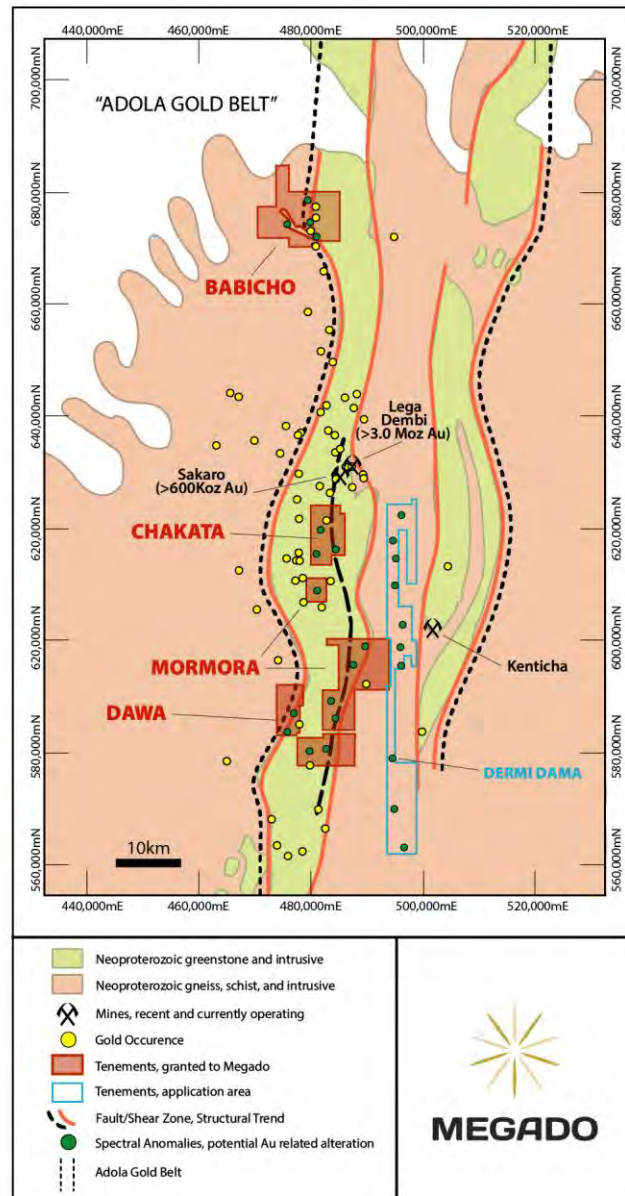 440,000mE 460,000mE 480,000mE 500,000mE 520,000mE
700,000mN
680,000mN
660,000mN
640,000mN
620,000mN
600,000mN
580,000mN
560,000mN
"ADOLA GOLD BELT"
BABICHO
Lega
Dembi
(>3.0 Moz Au)
Sakaro
(>600Koz Au)
CHAKATA
MORMORA
Kenticha
DAWA
DERMI DAMA
10km
700,000mN
680,000mN
660,000mN
640,000mN
620,000mN
600,000mN
580,000mN
560,000mN
440,000mE 460,000mE 480,000mE 500,000mE 520,000mE
Neoproterozoic greenstone and intrusive
Neoproterozoic gneiss, schist, and intrusive
Mines, recent and currently operating
Gold Occurence
Tenements, granted to Megado
Tenements, application area
Fault/Shear Zone, Structural Trend
Spectral Anomalies, potential Au related alteration
Adola Gold Belt
MEGADO